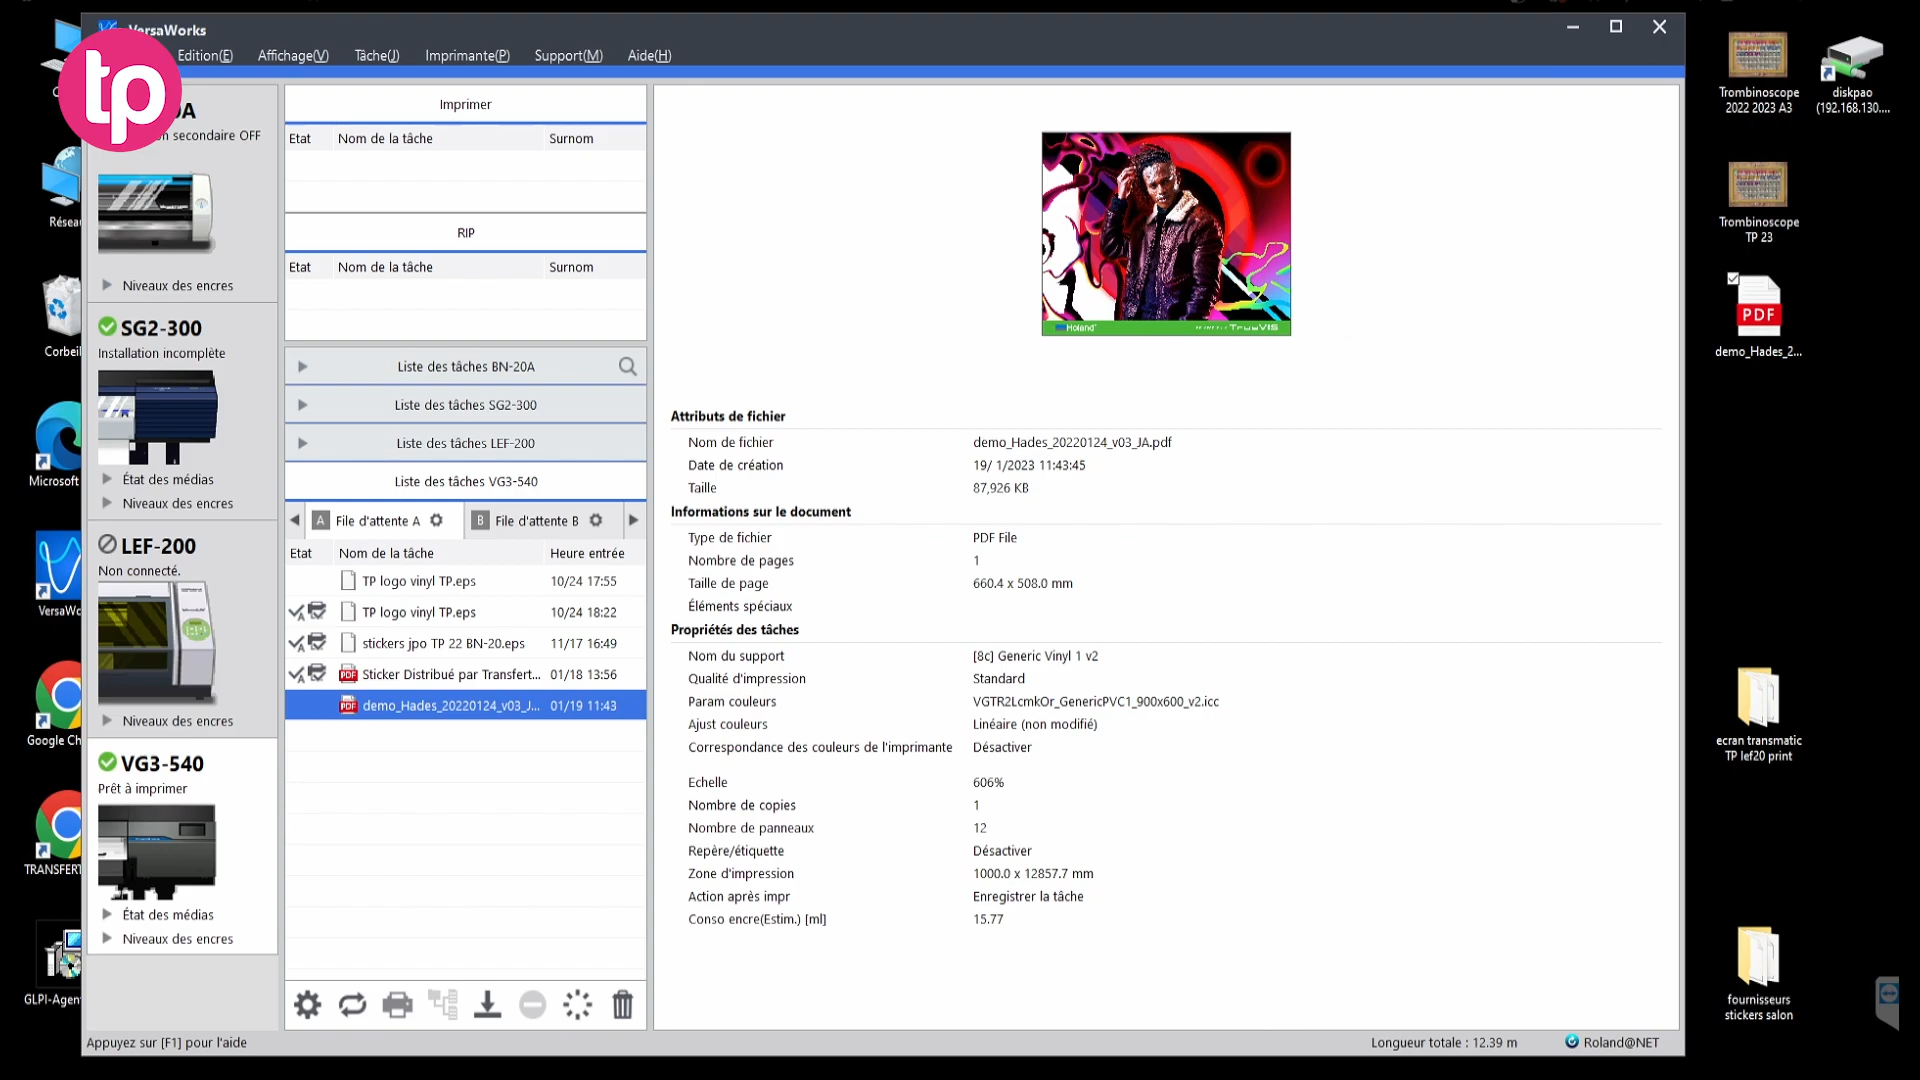 VersaWorks
tp
Edition(E) Affichage(V) Tâche(J) Imprimante(P) Support(M) Aide(H)
secondaire OFF
Niveaux des encres
SG2-300
Installation incomplète
État des médias
Niveaux des encres
LEF-200
Non connecté.
Niveaux des encres
VG3-540
Prêt à imprimer
État des médias
Niveaux des encres
Imprimer
Etat Nom de la tâche Surnom
RIP
Etat Nom de la tâche Surnom
Liste des tâches BN-20A
Liste des tâches SG2-300
Liste des tâches LEF-200
Liste des tâches VG3-540
A File d'attente A B File d'attente B
Etat Nom de la tâche Heure entrée
TP logo vinyl TP.eps 10/24 17:55
TP logo vinyl TP.eps 10/24 18:22
stickers jpo TP 22 BN-20.eps 11/17 16:49
PDF Sticker Distribué par Transfert... 01/18 13:56
PDF demo_Hades_20220124_v03_J... 01/19 11:43
Roland TrueVIS
Attributs de fichier
Nom de fichier demo_Hades_20220124_v03_JA.pdf
Date de création 19/ 1/2023 11:43:45
Taille 87,926 KB
Informations sur le document
Type de fichier PDF File
Nombre de pages 1
Taille de page 660.4 x 508.0 mm
Éléments spéciaux
Propriétés des tâches
Nom du support [8c] Generic Vinyl 1 v2
Qualité d'impression Standard
Param couleurs VGTR2LcmkOr_GenericPVC1_900x600_v2.icc
Ajust couleurs Linéaire (non modifié)
Correspondance des couleurs de l'imprimante Désactiver
Echelle 606%
Nombre de copies 1
Nombre de panneaux 12
Repère/étiquette Désactiver
Zone d'impression 1000.0 x 12857.7 mm
Action après impr Enregistrer la tâche
Conso encre(Estim.) [ml] 15.77
Appuyez sur [F1] pour l'aide
Longueur totale : 12.39 m Roland@NET
Réseau
Corbeil
Microsoft
VersaWo
Google Ch
TRANSFERT
GLPI-Agen
Trombinoscope
2022 2023 A3
diskpao
(192.168.130....
Trombinoscope
TP 23
PDF
demo_Hades_2...
ecran transmatic
TP lef20 print
fournisseurs
stickers salon